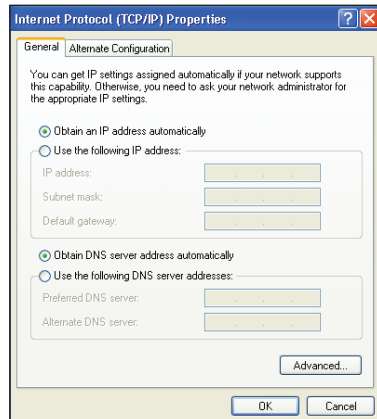 Internet Protocol (TCP/IP) Properties
General
Alternate Configuration
You can get IP settings assigned automatically if your network supports
this capability. Otherwise, you need to ask your network administrator for
the appropriate IP settings.
Obtain an IP address automatically
Use the following IP address:
IP address:
Subnet mask:
Default gateway:
Obtain DNS server address automatically
Use the following DNS server addresses:
Preferred DNS server:
Alternate DNS server:
Advanced...
OK
Cancel